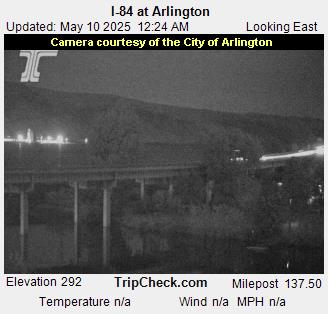 I-84 at Arlington
Updated: May 10 2025 12:24 AM Looking East
Camera courtesy of the City of Arlington
Elevation 292 TripCheck.com Milepost 137.50
Temperature n/a Wind n/a MPH n/a